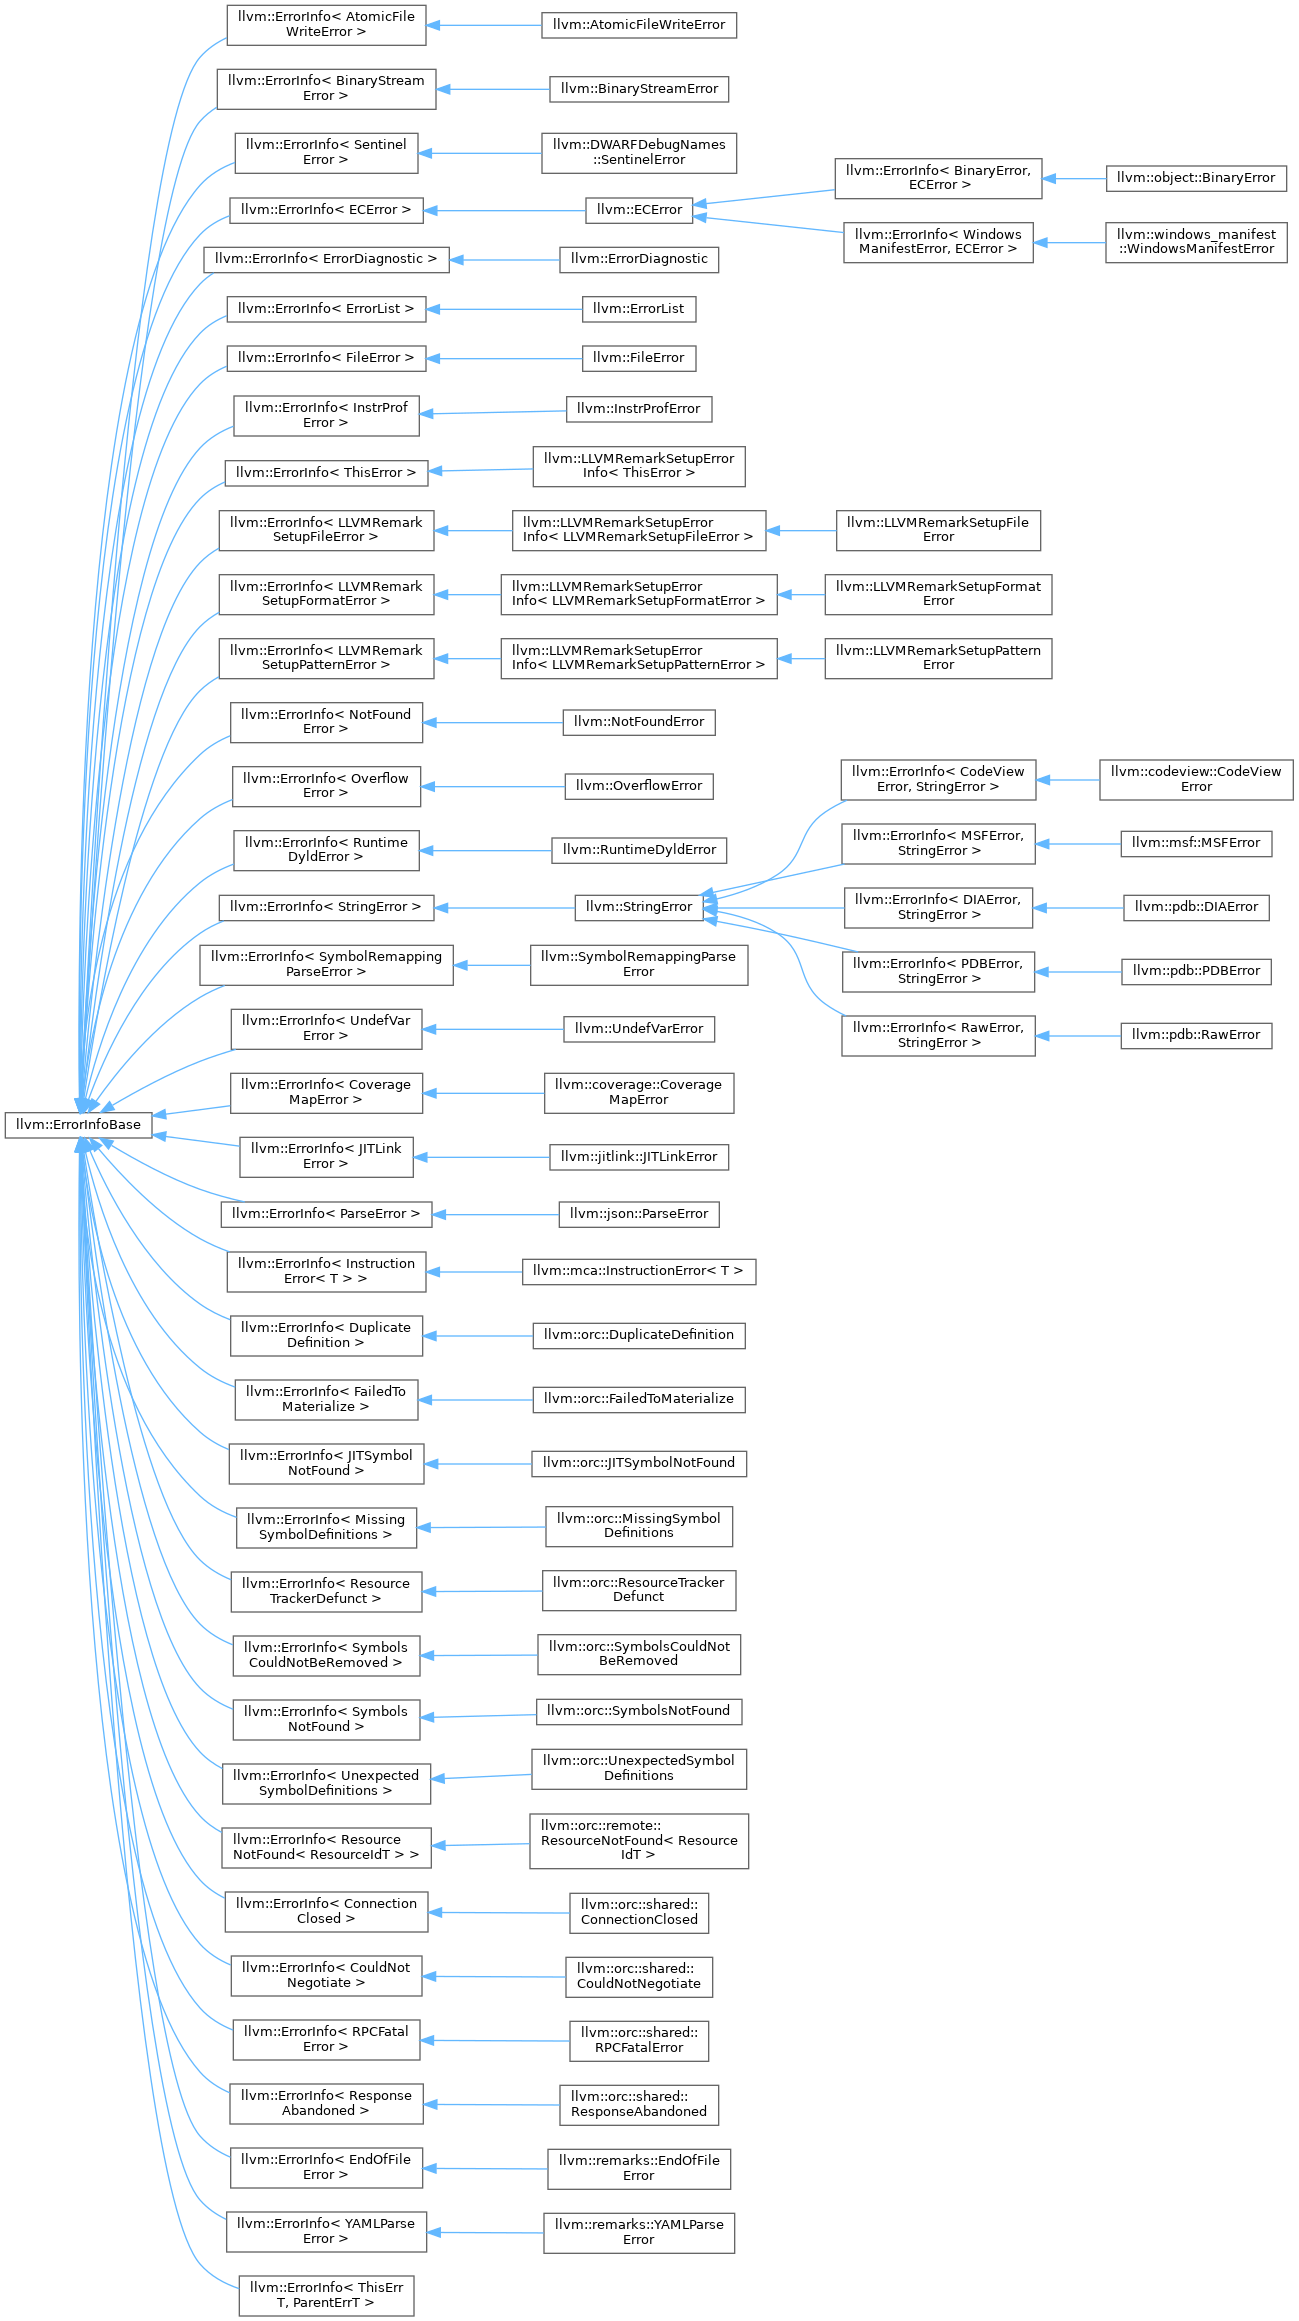 llvm::ErrorInfo< AtomicFile
WriteError >
llvm::AtomicFileWriteError
llvm::ErrorInfo< BinaryStream
Error >
llvm::BinaryStreamError
llvm::ErrorInfo< Sentinel
Error >
llvm::DWARFDebugNames
::SentinelError
llvm::ErrorInfo< ECError >
llvm::ECError
llvm::ErrorInfo< BinaryError,
ECError >
llvm::object::BinaryError
llvm::ErrorInfo< Windows
ManifestError, ECError >
llvm::windows_manifest
::WindowsManifestError
llvm::ErrorInfo< ErrorDiagnostic >
llvm::ErrorDiagnostic
llvm::ErrorInfo< ErrorList >
llvm::ErrorList
llvm::ErrorInfo< FileError >
llvm::FileError
llvm::ErrorInfo< InstrProf
Error >
llvm::InstrProfError
llvm::ErrorInfo< ThisError >
llvm::LLVMRemarkSetupError
Info< ThisError >
llvm::ErrorInfo< LLVMRemark
SetupFileError >
llvm::LLVMRemarkSetupError
Info< LLVMRemarkSetupFileError >
llvm::LLVMRemarkSetupFile
Error
llvm::ErrorInfo< LLVMRemark
SetupFormatError >
llvm::LLVMRemarkSetupError
Info< LLVMRemarkSetupFormatError >
llvm::LLVMRemarkSetupFormat
Error
llvm::ErrorInfo< LLVMRemark
SetupPatternError >
llvm::LLVMRemarkSetupError
Info< LLVMRemarkSetupPatternError >
llvm::LLVMRemarkSetupPattern
Error
llvm::ErrorInfo< NotFound
Error >
llvm::NotFoundError
llvm::ErrorInfo< Overflow
Error >
llvm::OverflowError
llvm::ErrorInfo< Runtime
DyldError >
llvm::RuntimeDyldError
llvm::ErrorInfo< StringError >
llvm::StringError
llvm::ErrorInfo< CodeView
Error, StringError >
llvm::codeview::CodeView
Error
llvm::ErrorInfo< MSFError,
StringError >
llvm::msf::MSFError
llvm::ErrorInfo< DIAError,
StringError >
llvm::pdb::DIAError
llvm::ErrorInfo< PDBError,
StringError >
llvm::pdb::PDBError
llvm::ErrorInfo< RawError,
StringError >
llvm::pdb::RawError
llvm::ErrorInfo< SymbolRemapping
ParseError >
llvm::SymbolRemappingParse
Error
llvm::ErrorInfo< UndefVar
Error >
llvm::UndefVarError
llvm::ErrorInfo< Coverage
MapError >
llvm::coverage::Coverage
MapError
llvm::ErrorInfoBase
llvm::ErrorInfo< JITLink
Error >
llvm::jitlink::JITLinkError
llvm::ErrorInfo< ParseError >
llvm::json::ParseError
llvm::ErrorInfo< Instruction
Error< T > >
llvm::mca::InstructionError< T >
llvm::ErrorInfo< Duplicate
Definition >
llvm::orc::DuplicateDefinition
llvm::ErrorInfo< FailedTo
Materialize >
llvm::orc::FailedToMaterialize
llvm::ErrorInfo< JITSymbol
NotFound >
llvm::orc::JITSymbolNotFound
llvm::ErrorInfo< Missing
SymbolDefinitions >
llvm::orc::MissingSymbol
Definitions
llvm::ErrorInfo< Resource
TrackerDefunct >
llvm::orc::ResourceTracker
Defunct
llvm::ErrorInfo< Symbols
CouldNotBeRemoved >
llvm::orc::SymbolsCouldNot
BeRemoved
llvm::ErrorInfo< Symbols
NotFound >
llvm::orc::SymbolsNotFound
llvm::ErrorInfo< Unexpected
SymbolDefinitions >
llvm::orc::UnexpectedSymbol
Definitions
llvm::ErrorInfo< Resource
NotFound< ResourceIdT > >
llvm::orc::remote::
ResourceNotFound< Resource
IdT >
llvm::ErrorInfo< Connection
Closed >
llvm::orc::shared::
ConnectionClosed
llvm::ErrorInfo< CouldNot
Negotiate >
llvm::orc::shared::
CouldNotNegotiate
llvm::ErrorInfo< RPCFatal
Error >
llvm::orc::shared::
RPCFatalError
llvm::ErrorInfo< Response
Abandoned >
llvm::orc::shared::
ResponseAbandoned
llvm::ErrorInfo< EndOfFile
Error >
llvm::remarks::EndOfFile
Error
llvm::ErrorInfo< YAMLParse
Error >
llvm::remarks::YAMLParse
Error
llvm::ErrorInfo< ThisErr
T, ParentErrT >